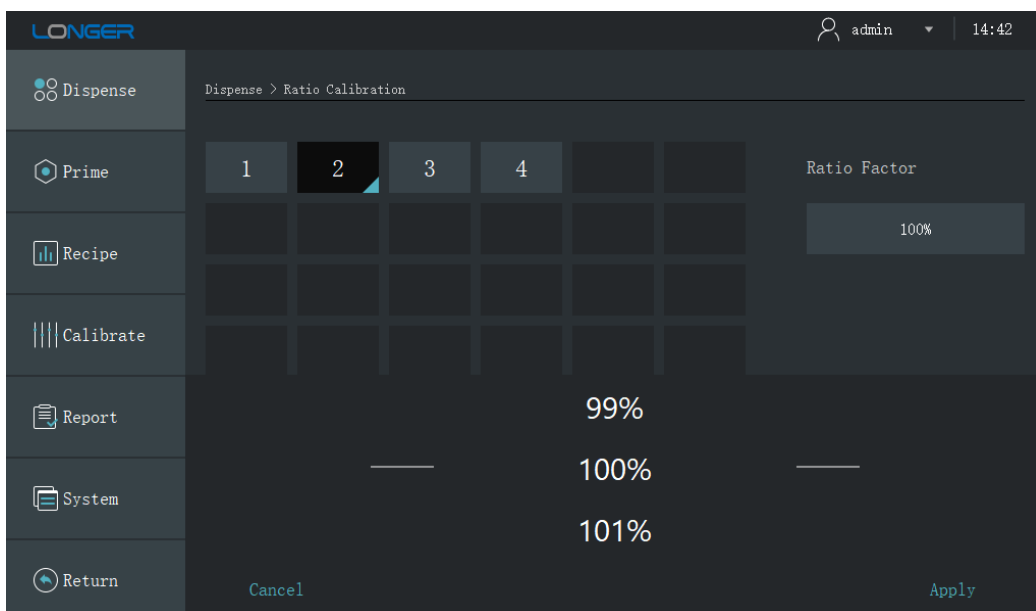 LONGER
admin
14:42
Dispense
Dispense > Ratio Calibration
Prime
1 2 3 4
Ratio Factor
100%
Recipe
Calibrate
Report
99%
100%
101%
System
Return
Cancel
Apply